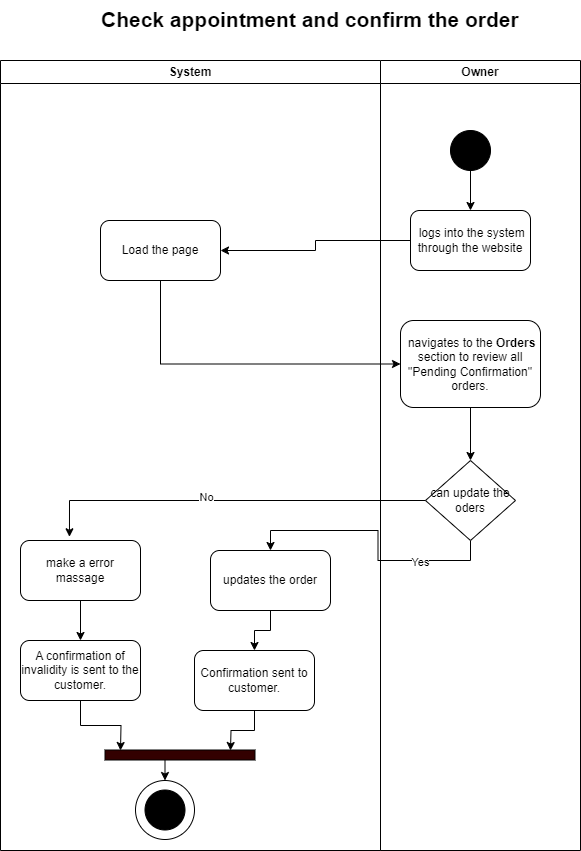 Check appointment and confirm the order
System
Owner
logs into the system
through the website
Load the page
navigates to the Orders
section to review all
"Pending Confirmation"
orders.
can update the
oders
No
Yes
make a error
massage
updates the order
A confirmation of
invalidity is sent to the
customer.
Confirmation sent to
customer.